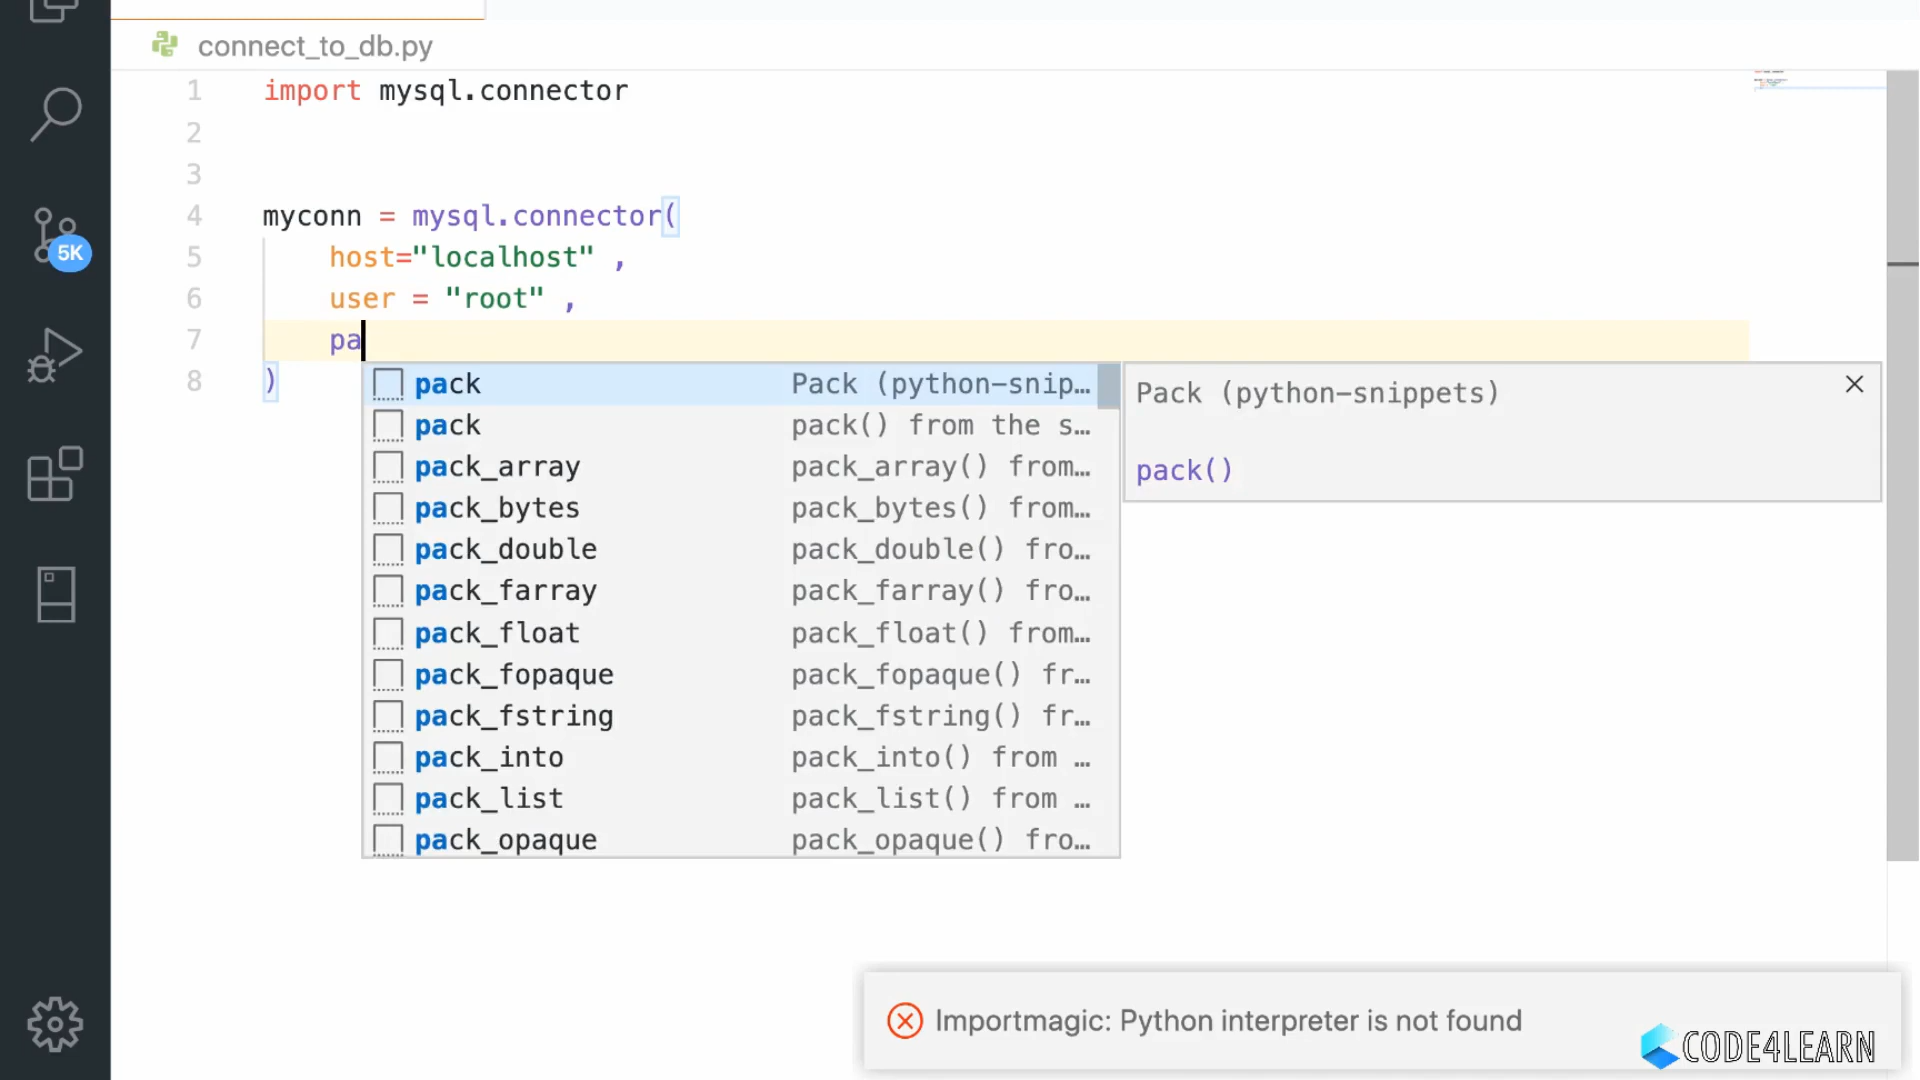 connect_to_db.py
1 import mysql.connector
2
3
4 myconn = mysql.connector(
5 host="localhost" ,
6 user = "root" ,
7 pa
8 )
5K
pack Pack (python-snip…
pack pack() from the s…
pack_array pack_array() from…
pack_bytes pack_bytes() from…
pack_double pack_double() fro…
pack_farray pack_farray() fro…
pack_float pack_float() from…
pack_fopaque pack_fopaque() fr…
pack_fstring pack_fstring() fr…
pack_into pack_into() from …
pack_list pack_list() from …
pack_opaque pack_opaque() fro…
Pack (python-snippets)
pack()
Importmagic: Python interpreter is not found
CODE4LEARN